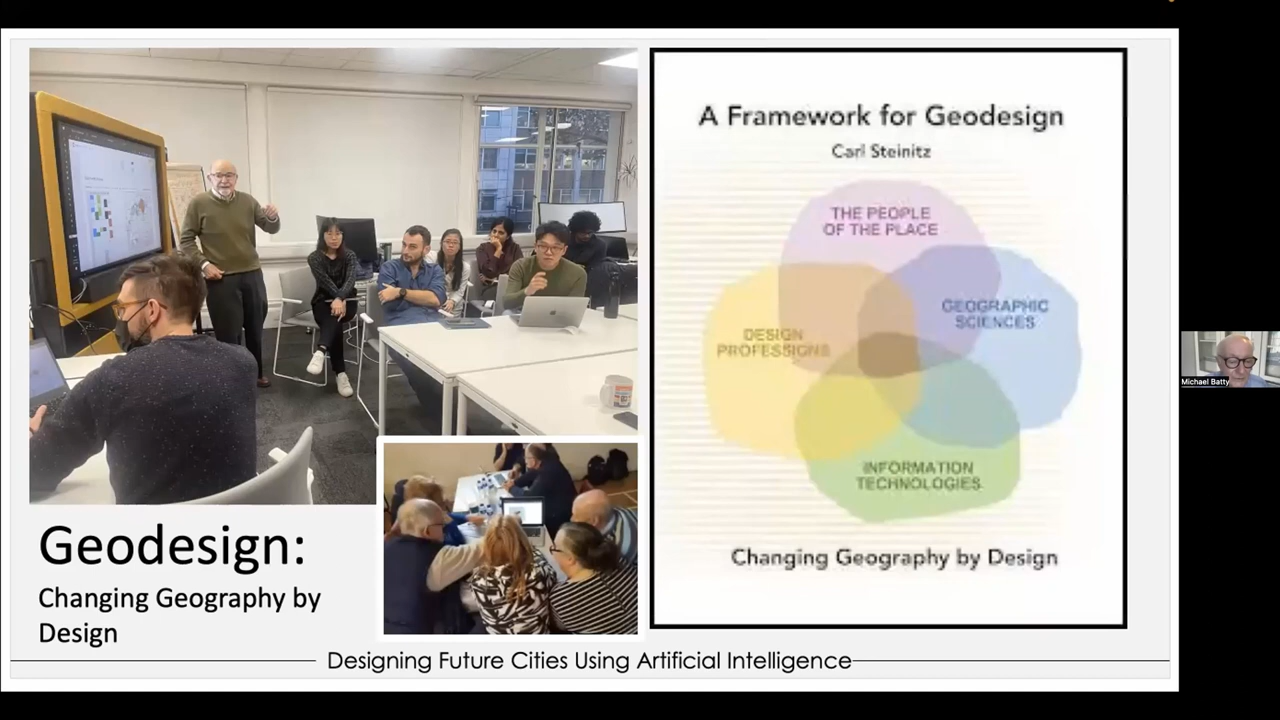 A Framework for Geodesign
Carl Steinitz
THE PEOPLE
OF THE PLACE
GEOGRAPHIC
SCIENCES
DESIGN
PROFESSIONS
INFORMATION
TECHNOLOGIES
Changing Geography by Design
Geodesign:
Changing Geography by
Design
Designing Future Cities Using Artificial Intelligence
Michael Batty